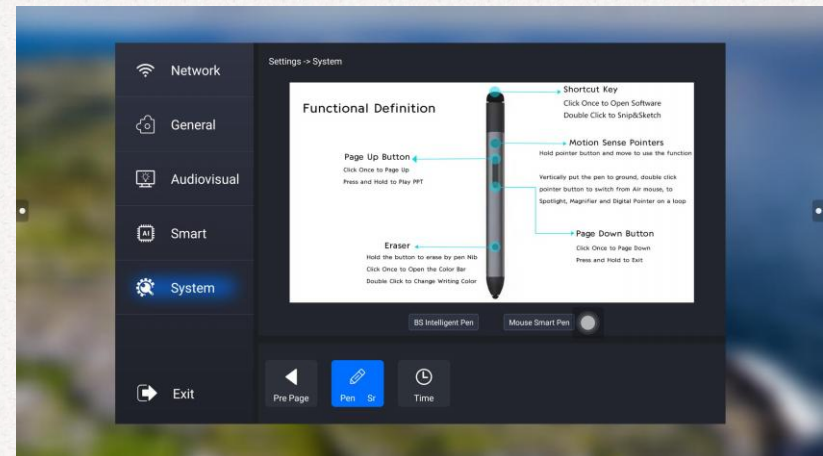 Network
General
Audiovisual
AI
Smart
System
Exit
Settings -> System
Functional Definition
Shortcut Key
Click Once to Open Software
Double Click to Snip&Sketch
Motion Sense Pointers
Hold pointer button and move to use the function
Vertically put the pen to ground, double click
pointer button to switch from Air mouse, to
Spotlight, Magnifier and Digital Pointer on a loop
Page Up Button
Click Once to Page Up
Press and Hold to Play PPT
Page Down Button
Click Once to Page Down
Press and Hold to Exit
Eraser
Hold the button to erase by pen Nib
Click Once to Open the Color Bar
Double Click to Change Writing Color
BS Intelligent Pen
Mouse Smart Pen
Pre Page
Pen Sr
Time